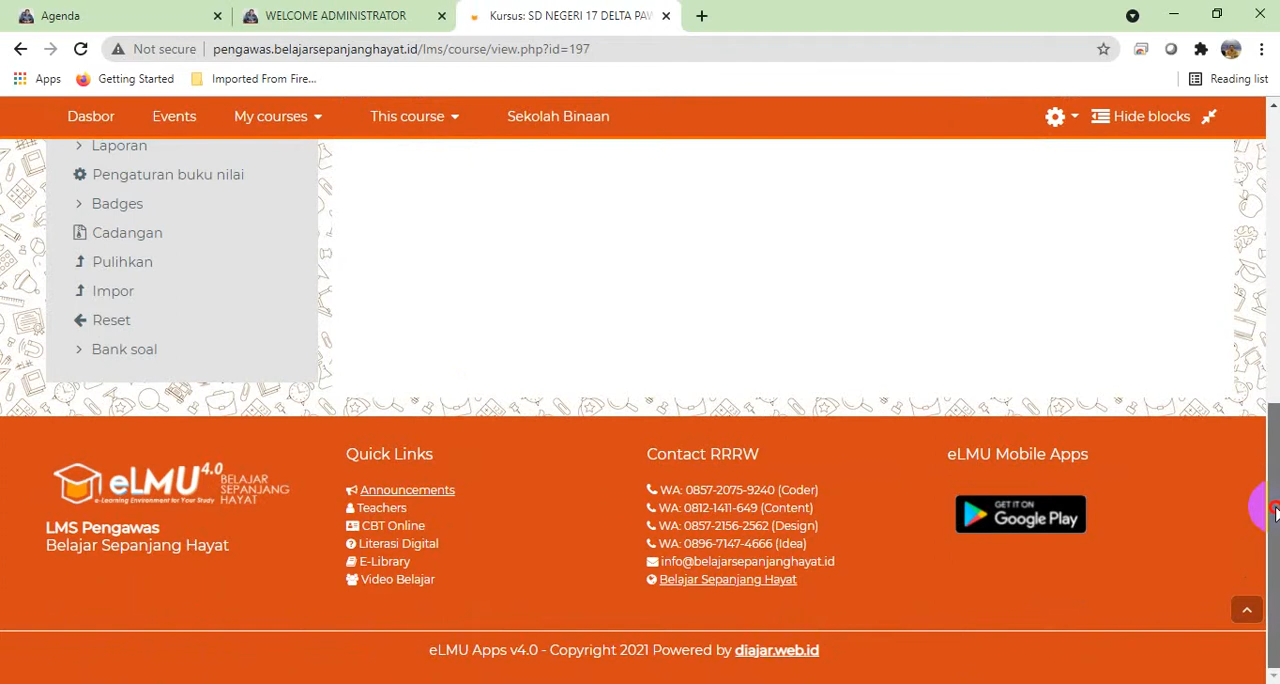 Agenda
WELCOME ADMINISTRATOR
Kursus: SD NEGERI 17 DELTA PAW
Not secure
pengawas.belajarsepanjanghayat.id/lms/course/view.php?id=197
Apps
Getting Started
Imported From Fire...
Reading list
Dasbor
Events
My courses
This course
Sekolah Binaan
Hide blocks
Laporan
Pengaturan buku nilai
Badges
Cadangan
Pulihkan
Impor
Reset
Bank soal
eLMU 4.0
BELAJAR
SEPANJANG
HAYAT
e-Learning Environment for Your Study
LMS Pengawas
Belajar Sepanjang Hayat
Quick Links
Announcements
Teachers
CBT Online
Literasi Digital
E-Library
Video Belajar
Contact RRRW
WA: 0857-2075-9240 (Coder)
WA: 0812-1411-649 (Content)
WA: 0857-2156-2562 (Design)
WA: 0896-7147-4666 (Idea)
info@belajarsepanjanghayat.id
Belajar Sepanjang Hayat
eLMU Mobile Apps
GET IT ON
Google Play
eLMU Apps v4.0 - Copyright 2021 Powered by diajar.web.id